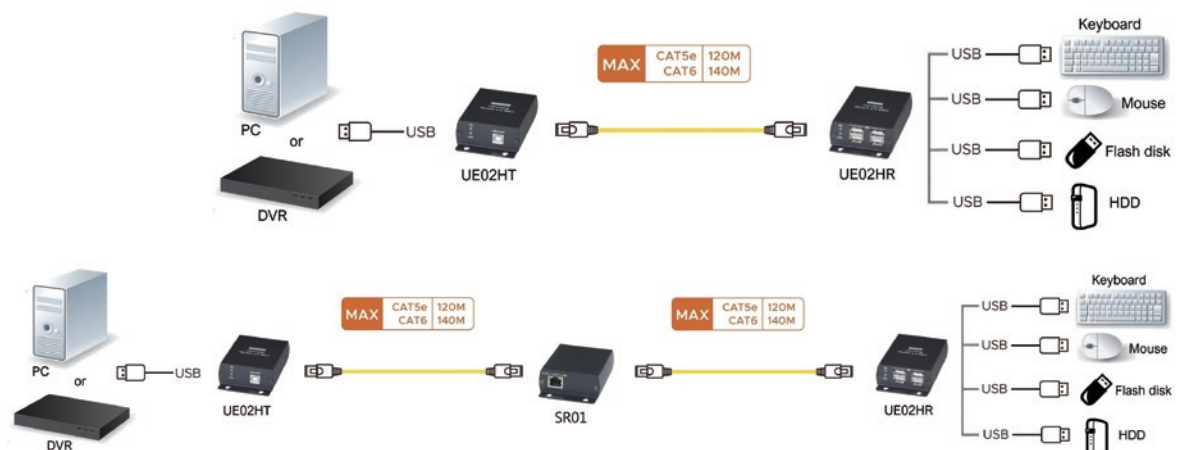 Keyboard
MAX CAT5e 120M
CAT6 140M
USB
USB
Mouse
PC
or
USB
USB
Flash disk
UE02HT
UE02HR
USB
HDD
DVR
Keyboard
MAX CAT5e 120M
CAT6 140M
MAX CAT5e 120M
CAT6 140M
USB
USB
Mouse
PC
or
USB
USB
Flash disk
UE02HT
SR01
UE02HR
USB
HDD
DVR